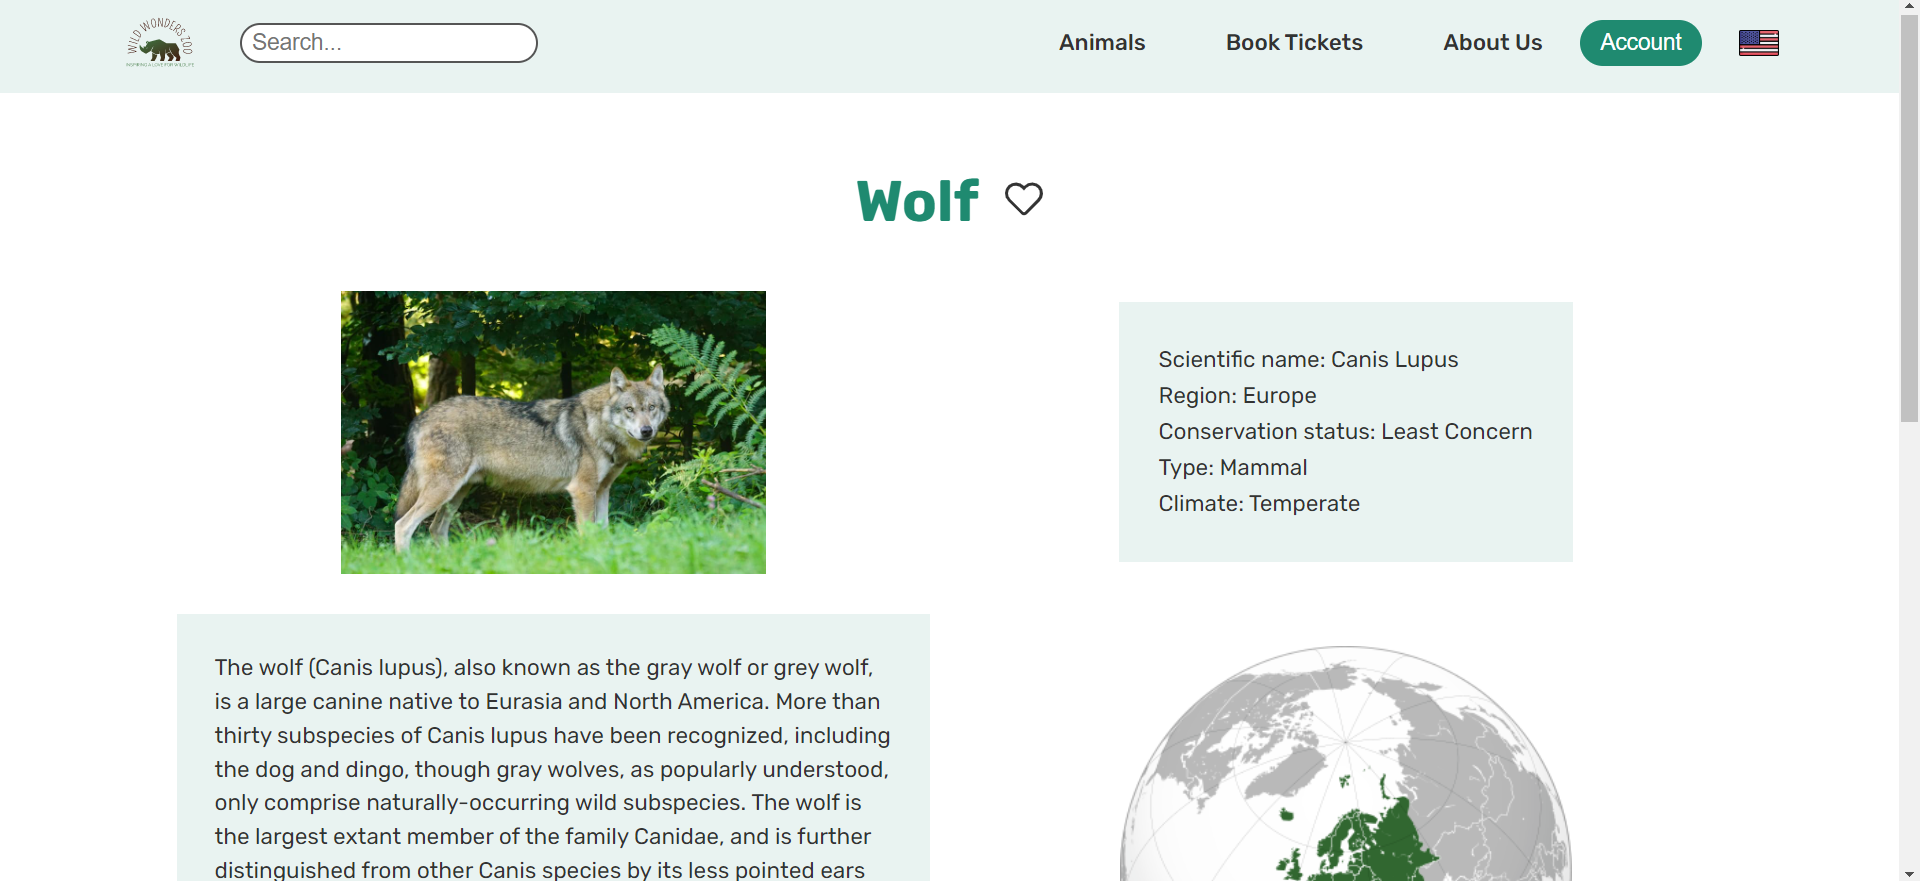 WILD WONDERS ZOO
INSPIRING A LOVE FOR WILDLIFE
Search...
Animals
Book Tickets
About Us
Account
Wolf
Scientific name: Canis Lupus
Region: Europe
Conservation status: Least Concern
Type: Mammal
Climate: Temperate
The wolf (Canis lupus), also known as the gray wolf or grey wolf,
is a large canine native to Eurasia and North America. More than
thirty subspecies of Canis lupus have been recognized, including
the dog and dingo, though gray wolves, as popularly understood,
only comprise naturally-occurring wild subspecies. The wolf is
the largest extant member of the family Canidae, and is further
distinguished from other Canis species by its less pointed ears